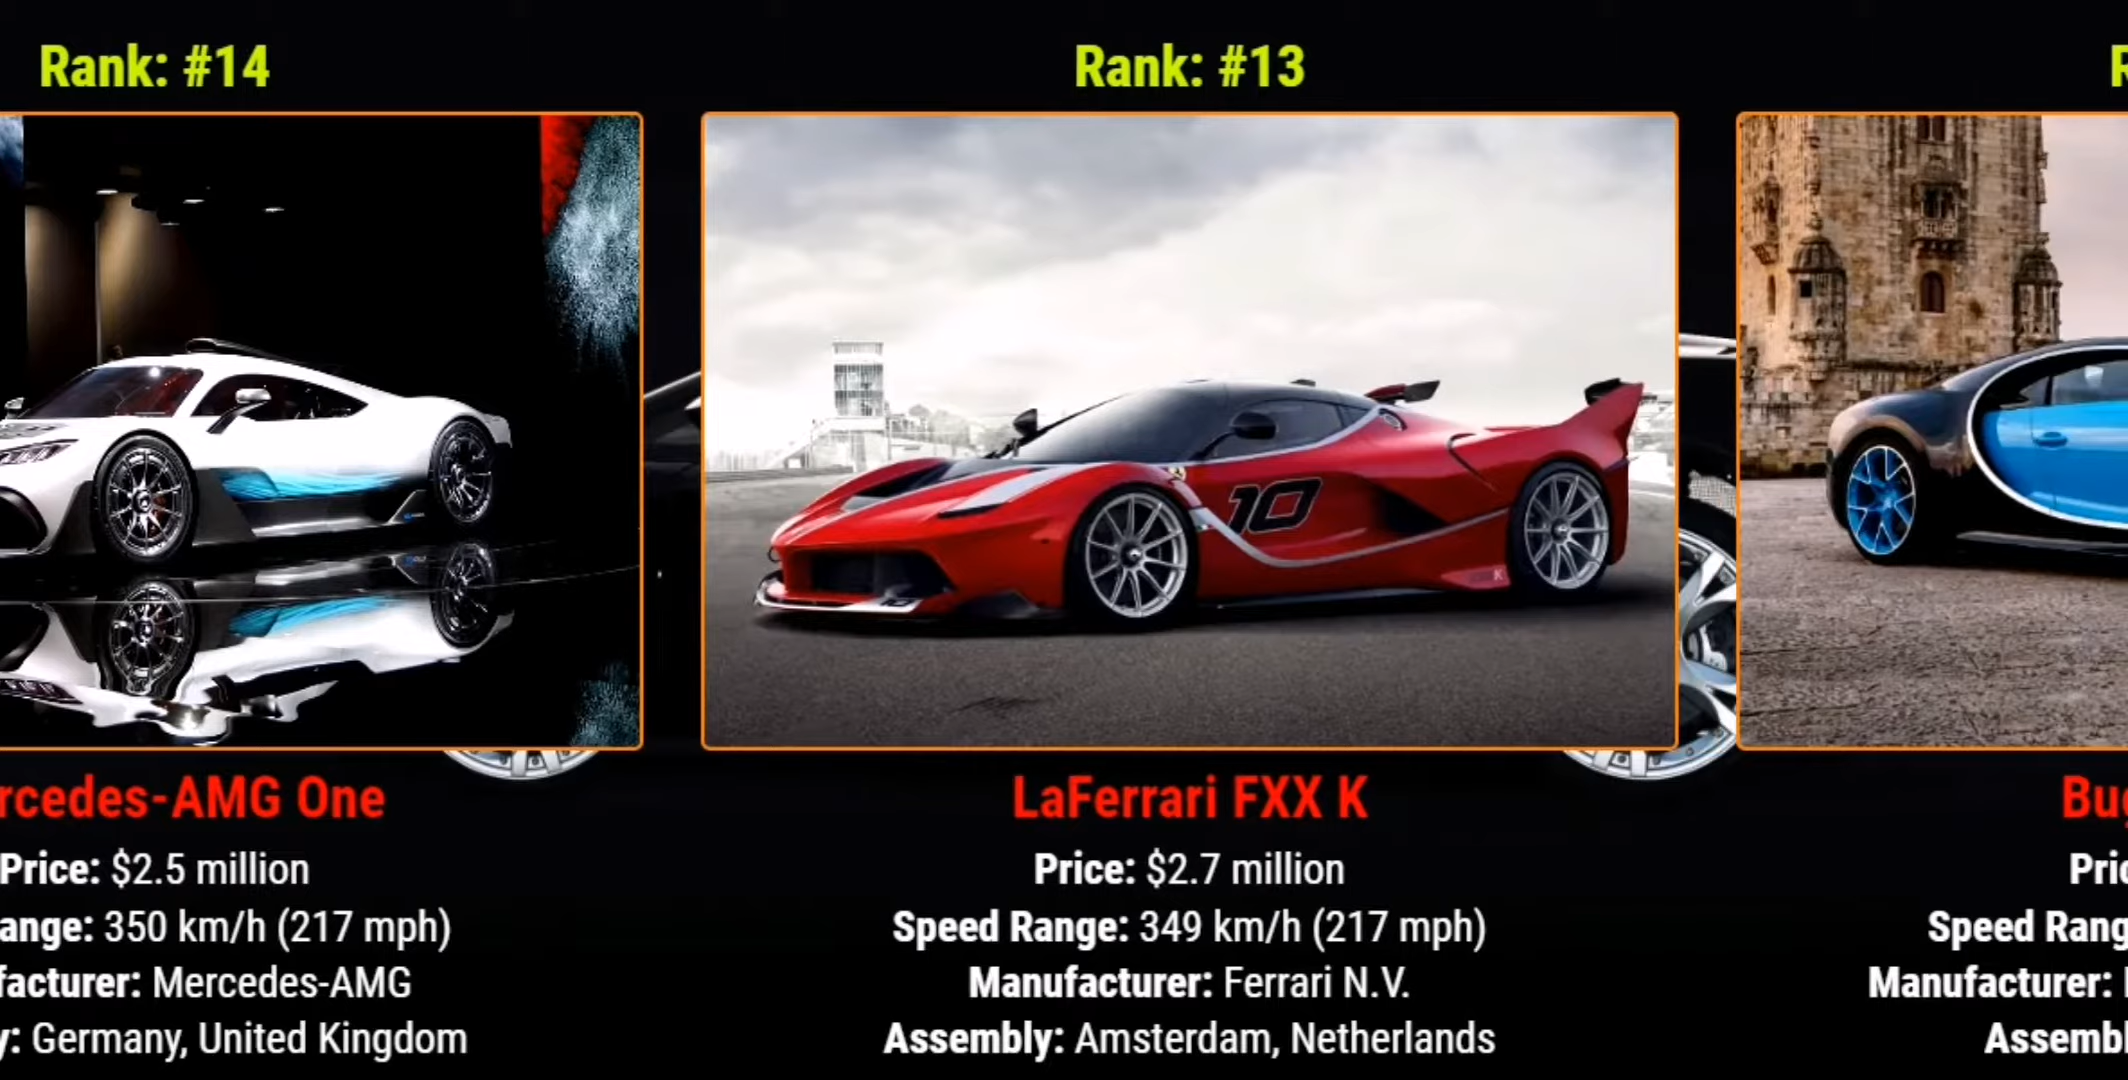 Rank: #14
rcedes-AMG One
Price: $2.5 million
ange: 350 km/h (217 mph)
facturer: Mercedes-AMG
y: Germany, United Kingdom
Rank: #13
10
LaFerrari FXX K
Price: $2.7 million
Speed Range: 349 km/h (217 mph)
Manufacturer: Ferrari N.V.
Assembly: Amsterdam, Netherlands
R
Bug
Pric
Speed Rang
Manufacturer:
Assembl